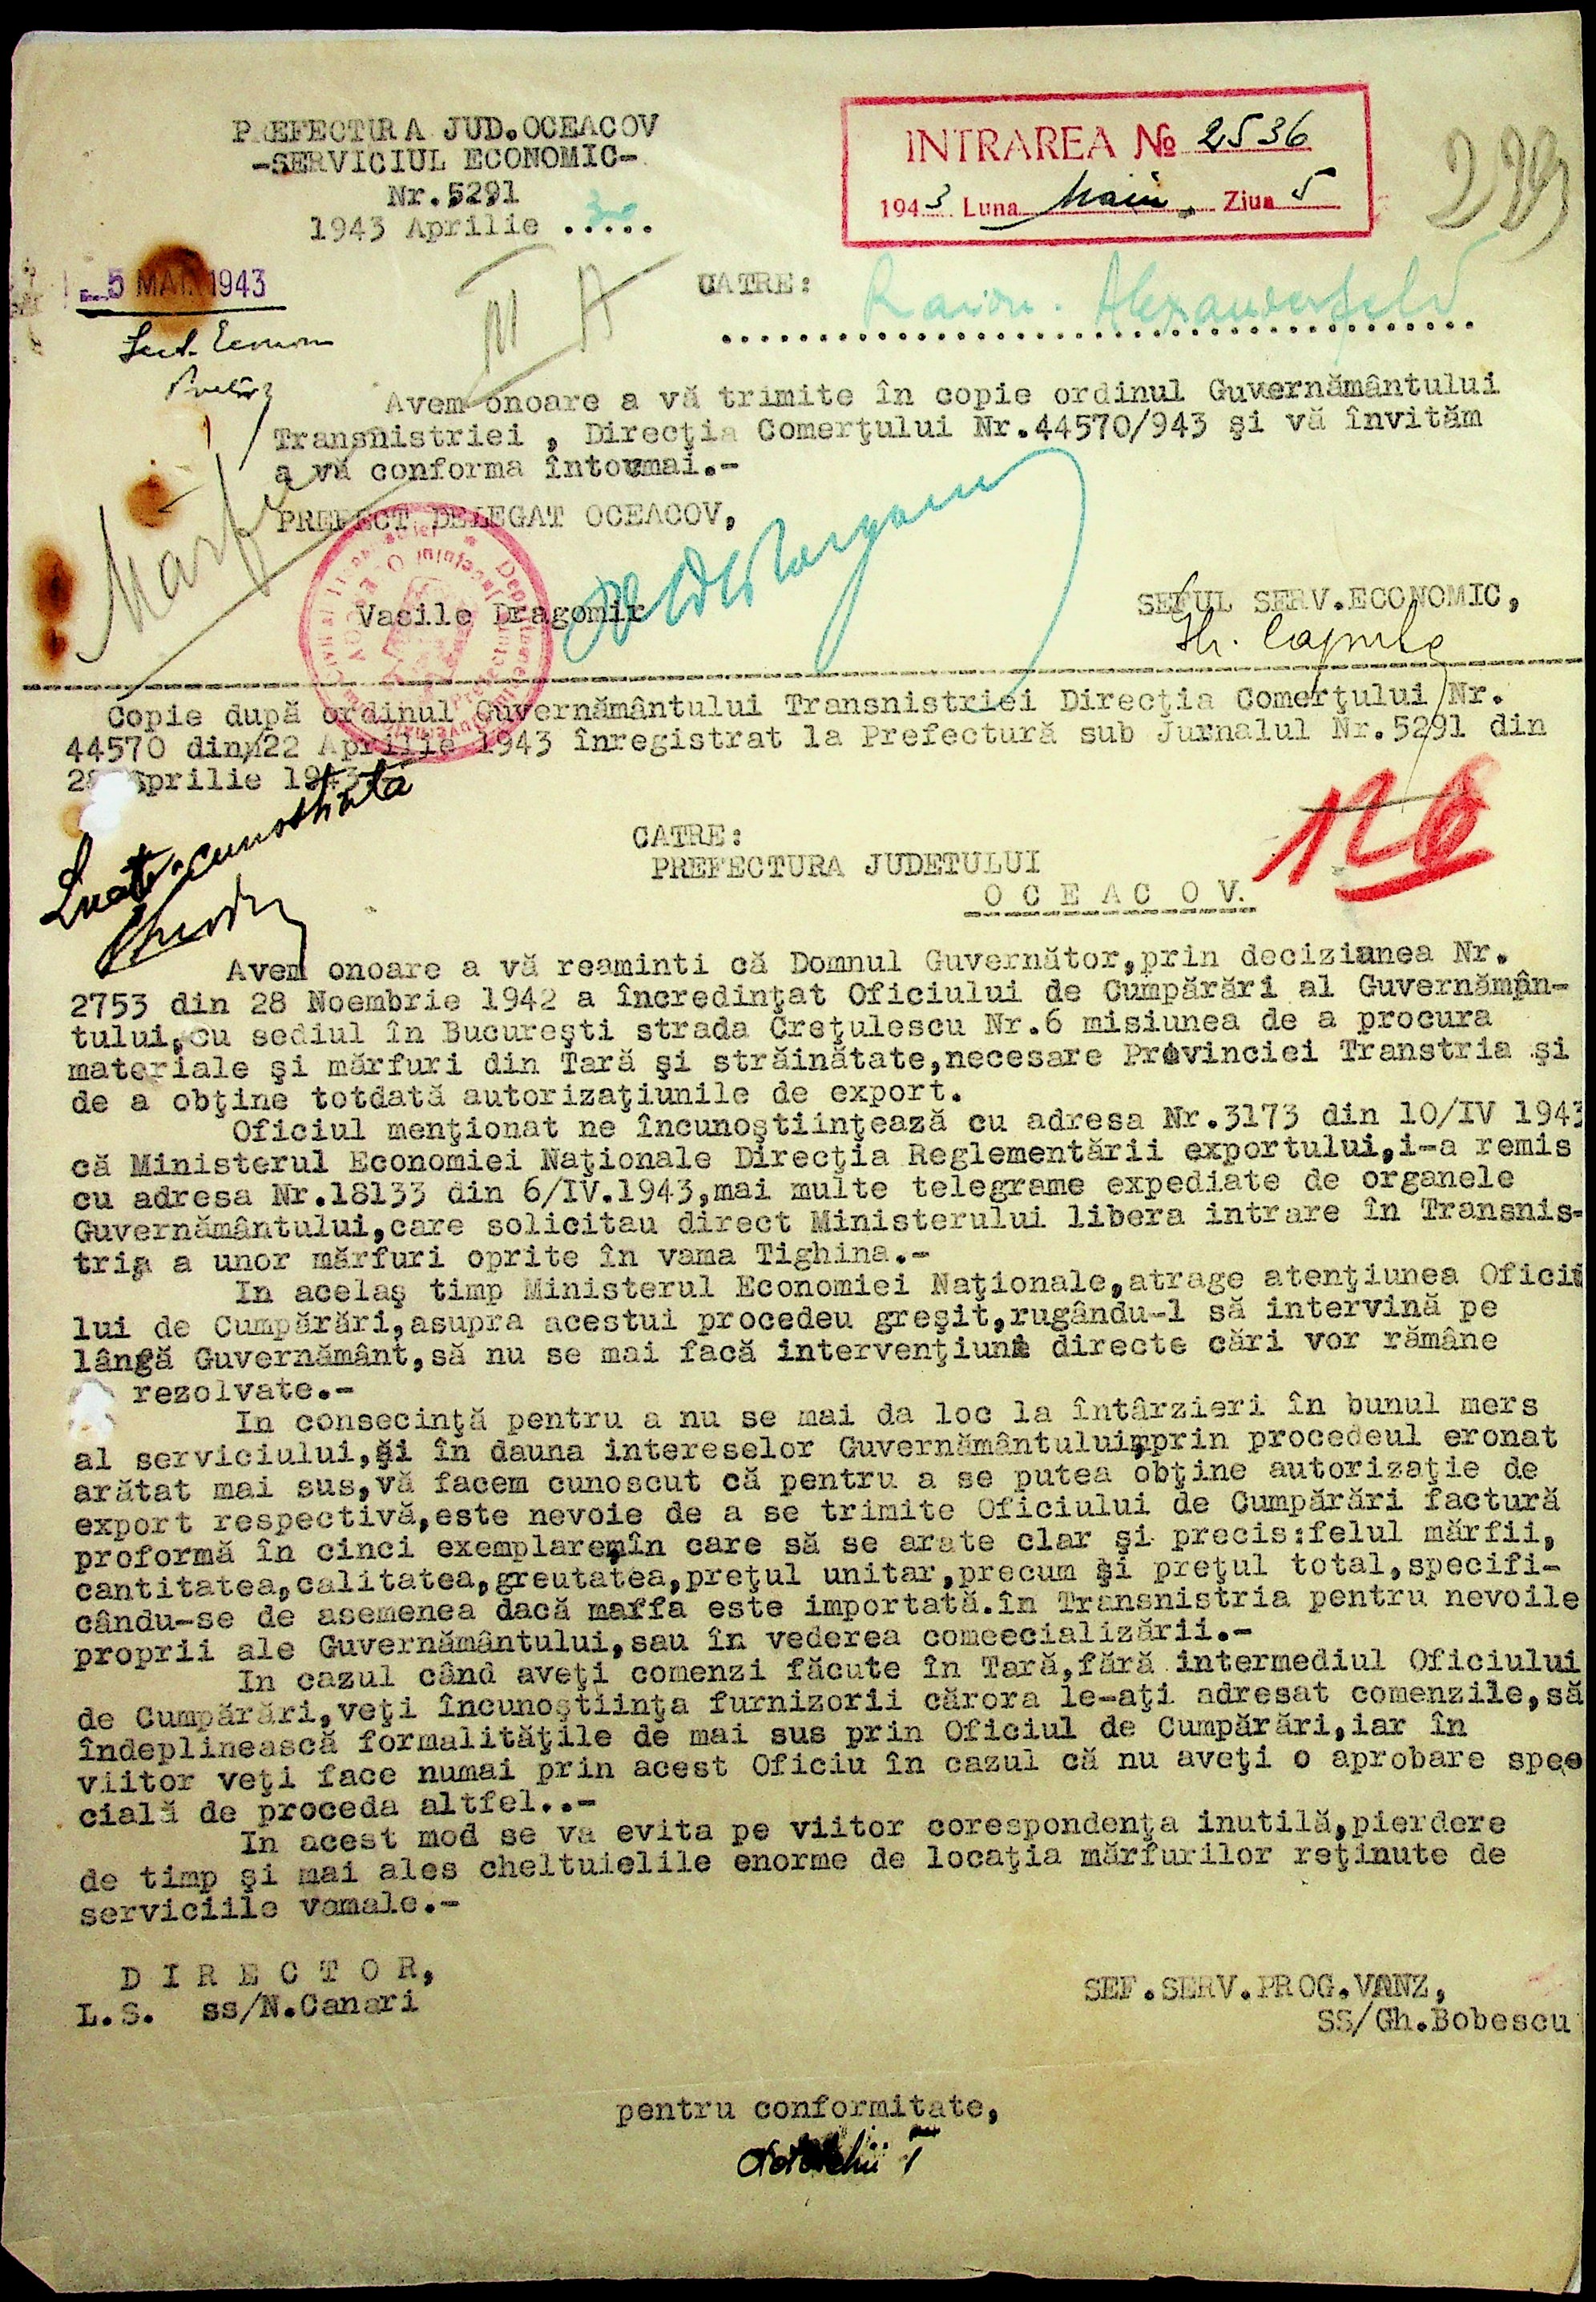 PREFECTURA JUD.OCEACOV
-SERVICIUL ECONOMIC-
Nr.5291
1943 Aprilie 30.....
INTRAREA № 2536
1943 Luna Maiu Ziua 5
5 MAI 1943
III A
CATRE: Raion. Alexanderfeld
Avem onoare a vă trimite în copie ordinul Guvernământului
Transnistriei , Direcţia Comerţului Nr.44570/943 şi vă învităm
a vă conforma întovmai.-
PREFECT DELEGAT OCEACOV,
Vasile Dragomir
SEFUL SERV.ECONOMIC,
Copie după ordinul Guvernământului Transnistriei Direcţia Comerţului Nr.
44570 din 22 Aprilie 1943 înregistrat la Prefectură sub Jurnalul Nr.5291 din
28 Aprilie 1943
Luat cunostinta
126
CATRE:
PREFECTURA JUDETULUI
O C E A C O V.
Avem onoare a vă reaminti că Domnul Guvernător,prin deciziunea Nr.
2753 din 28 Noembrie 1942 a încredinţat Oficiului de Cumpărări al Guvernămân-
tului,cu sediul în Bucureşti strada Creţulescu Nr.6 misiunea de a procura
materiale şi mărfuri din Tară şi străinătate,necesare Provinciei Transtria şi
de a obţine totdată autorizaţiunile de export.
Oficiul menţionat ne încunoştiinţează cu adresa Nr.3173 din 10/IV 1943
că Ministerul Economiei Naţionale Direcţia Reglementării exportului,i-a remis
cu adresa Nr.18133 din 6/IV.1943,mai multe telegrame expediate de organele
Guvernământului,care solicitau direct Ministerului libera intrare în Transnis-
tria a unor mărfuri oprite în vama Tighina.-
In acelaş timp Ministerul Economiei Naţionale,atrage atenţiunea Oficiu
lui de Cumpărări,asupra acestui procedeu greşit,rugându-l să intervină pe
lângă Guvernământ,să nu se mai facă intervenţiuni directe cări vor rămâne
rezolvate.-
In consecinţă pentru a nu se mai da loc la întârzieri în bunul mers
al serviciului,şi în dauna intereselor Guvernământului,prin procedeul eronat
arătat mai sus,vă facem cunoscut că pentru a se putea obţine autorizaţie de
export respectivă,este nevoie de a se trimite Oficiului de Cumpărări factură
proformă în cinci exemplare,în care să se arate clar şi precis:felul mărfii,
cantitatea,calitatea,greutatea,preţul unitar,precum şi preţul total,specifi-
cându-se de asemenea dacă maffa este importată.în Transnistria pentru nevoile
proprii ale Guvernământului,sau în vederea comecializării.-
In cazul când aveţi comenzi făcute în Tară,fără intermediul Oficiului
de Cumpărări,veţi încunoştiinţa furnizorii cărora le-aţi adresat comenzile,să
îndeplinească formalităţile de mai sus prin Oficiul de Cumpărări,iar în
viitor veţi face numai prin acest Oficiu în cazul că nu aveţi o aprobare spee
cială de proceda altfel..-
In acest mod se va evita pe viitor corespondenţa inutilă,pierdere
de timp şi mai ales cheltuielile enorme de locaţia mărfurilor reţinute de
serviciile vamale.-
D I R E C T O R,
L.S. ss/N.Canari
SEF.SERV.PROG.VANZ,
SS/Gh.Bobescu
pentru conformitate,